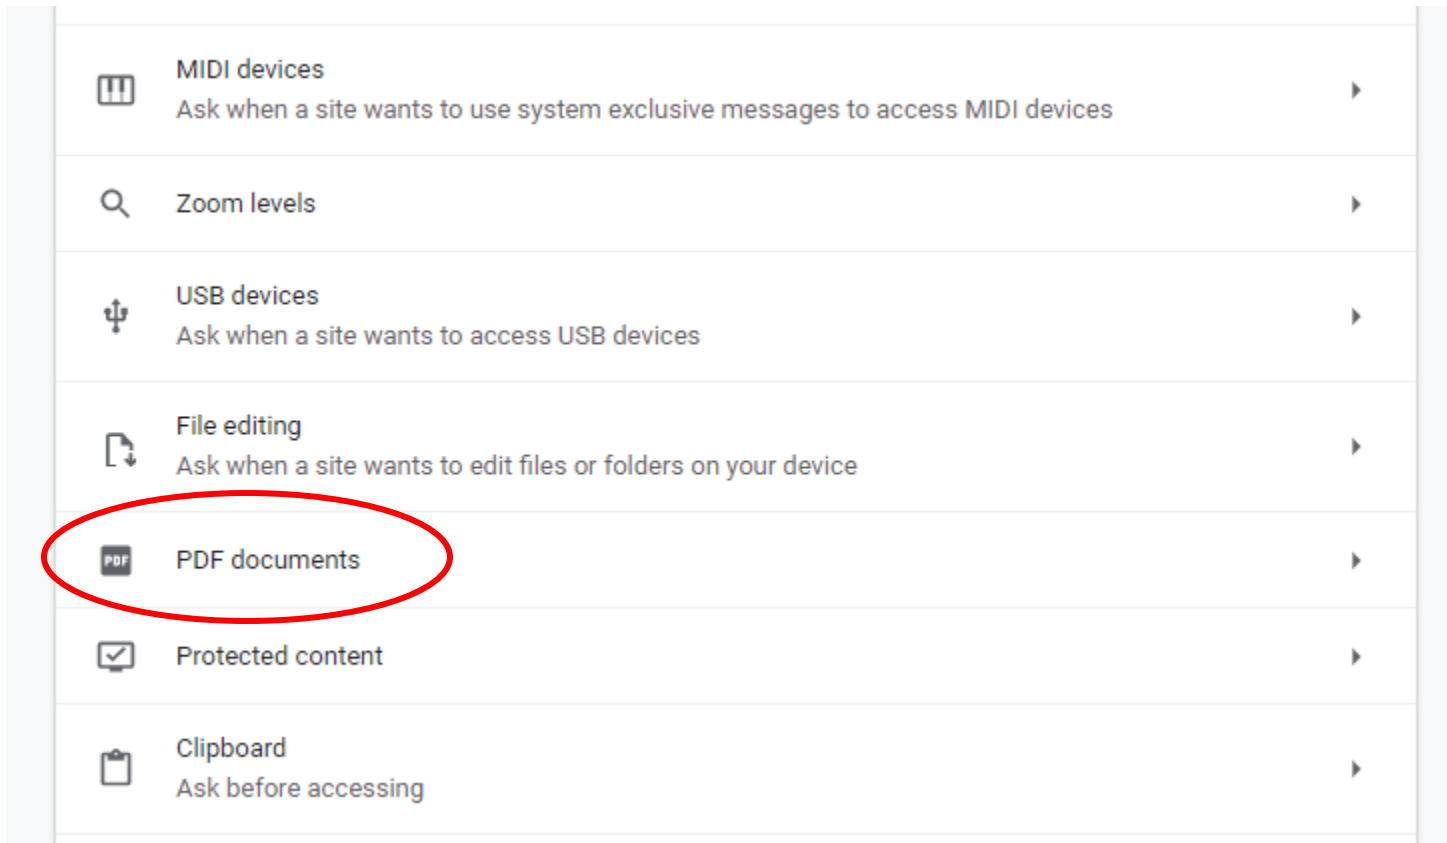 MIDI devices
Ask when a site wants to use system exclusive messages to access MIDI devices
Zoom levels
USB devices
Ask when a site wants to access USB devices
File editing
Ask when a site wants to edit files or folders on your device
PDF PDF documents
Protected content
Clipboard
Ask before accessing